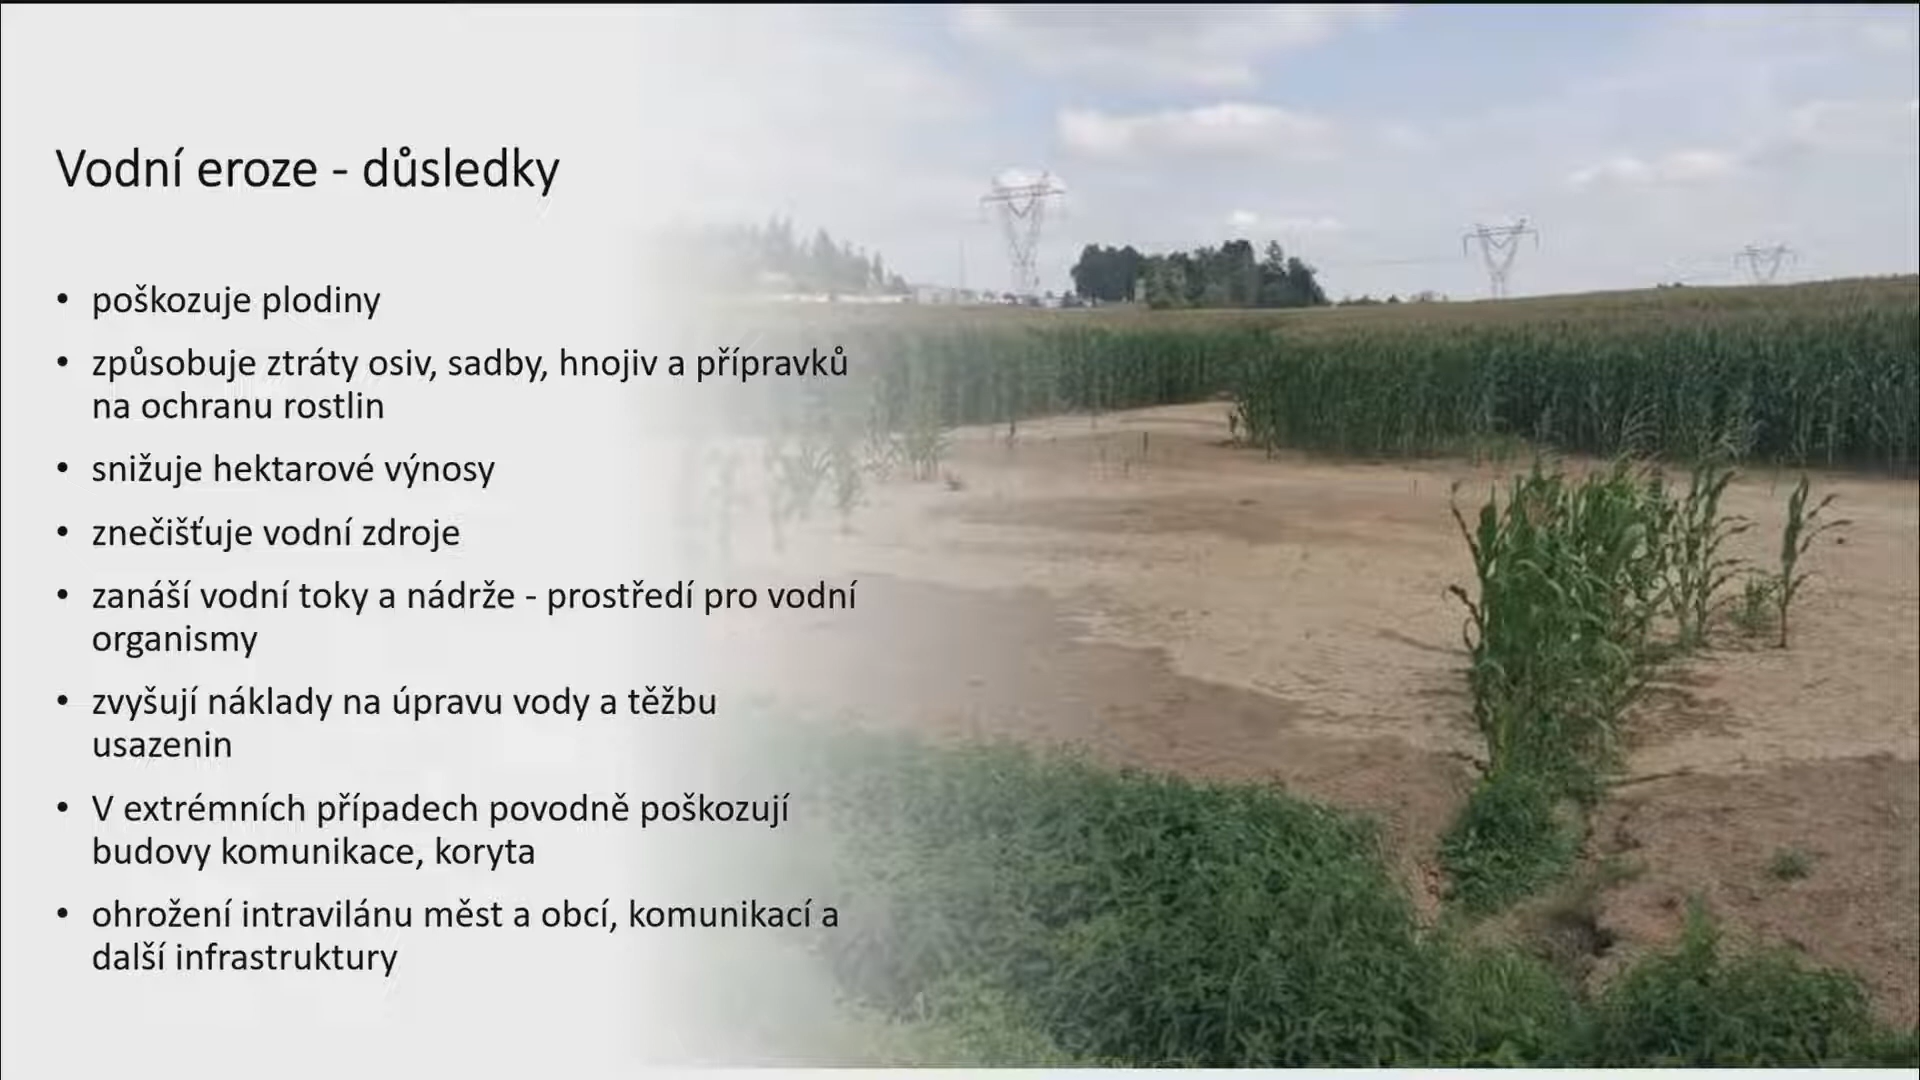 Vodní eroze - důsledky
• poškozuje plodiny
• způsobuje ztráty osiv, sadby, hnojiv a přípravků
na ochranu rostlin
• snižuje hektarové výnosy
• znečišťuje vodní zdroje
• zanáší vodní toky a nádrže - prostředí pro vodní
organismy
• zvyšují náklady na úpravu vody a těžbu
usazenin
• V extrémních případech povodně poškozují
budovy komunikace, koryta
• ohrožení intravilánu měst a obcí, komunikací a
další infrastruktury